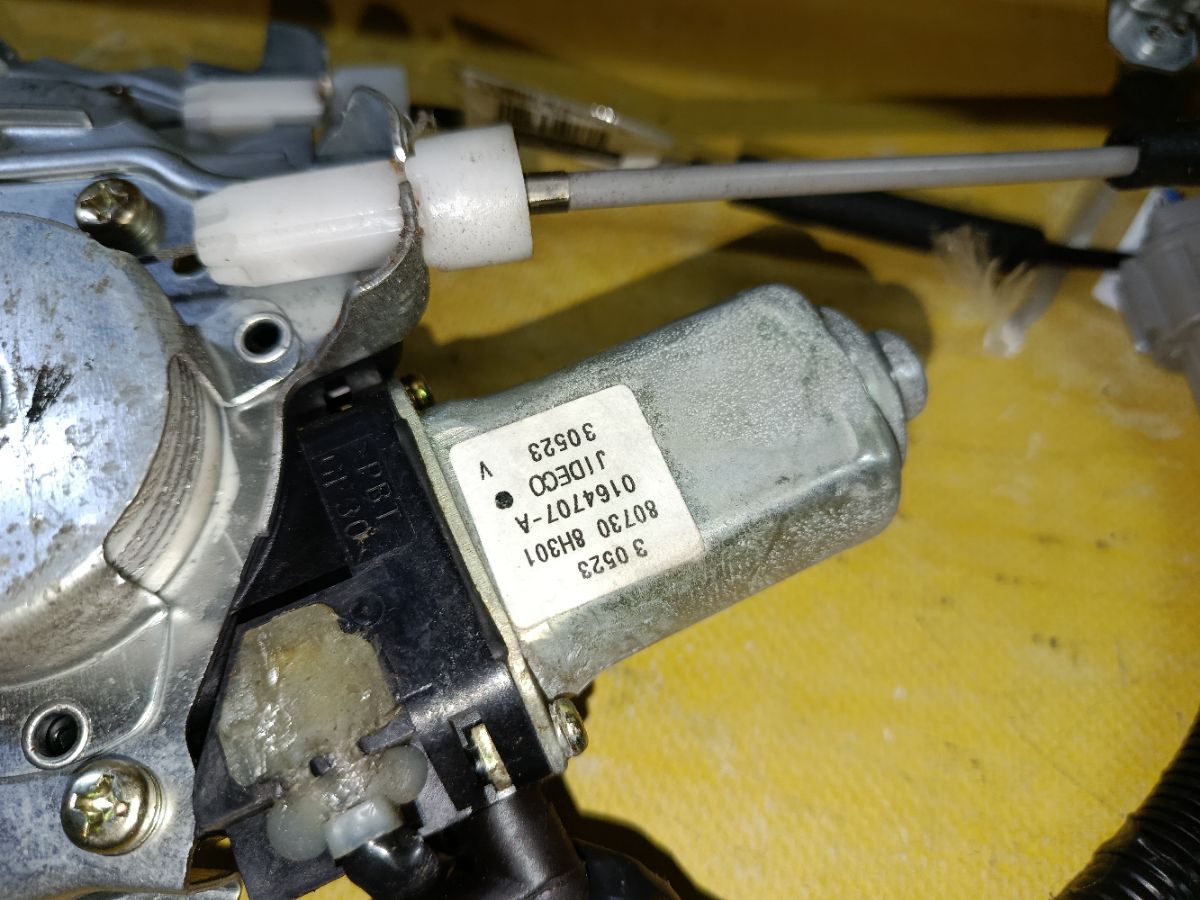 3 0523
80730 8H301
0164707-A
JIDECO
V 30523
>PBT